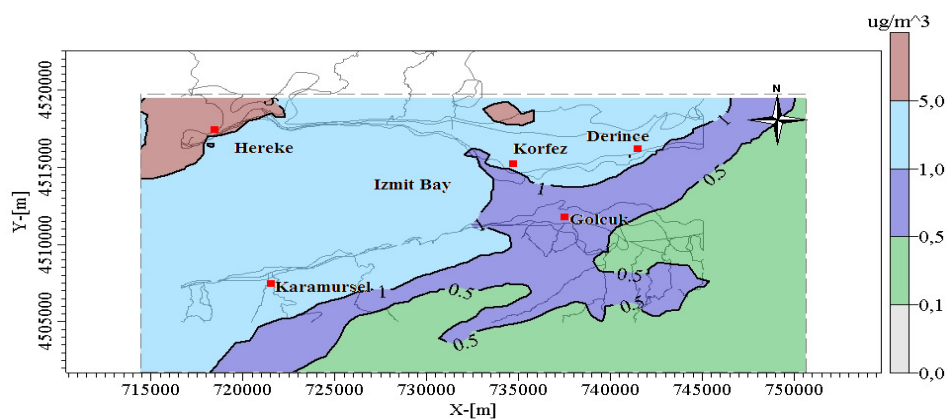 ug/m^3
N
4520000
4515000
4510000
4505000
Y-[m]
5
Hereke
Korfez
Derince
1
0.5
Izmit Bay
1
1
Golcuk
Karamursel
1
0.5
0.5
0.5
0.5
5,0
1,0
0,5
0,1
0,0
715000 720000 725000 730000 735000 740000 745000 750000
X-[m]